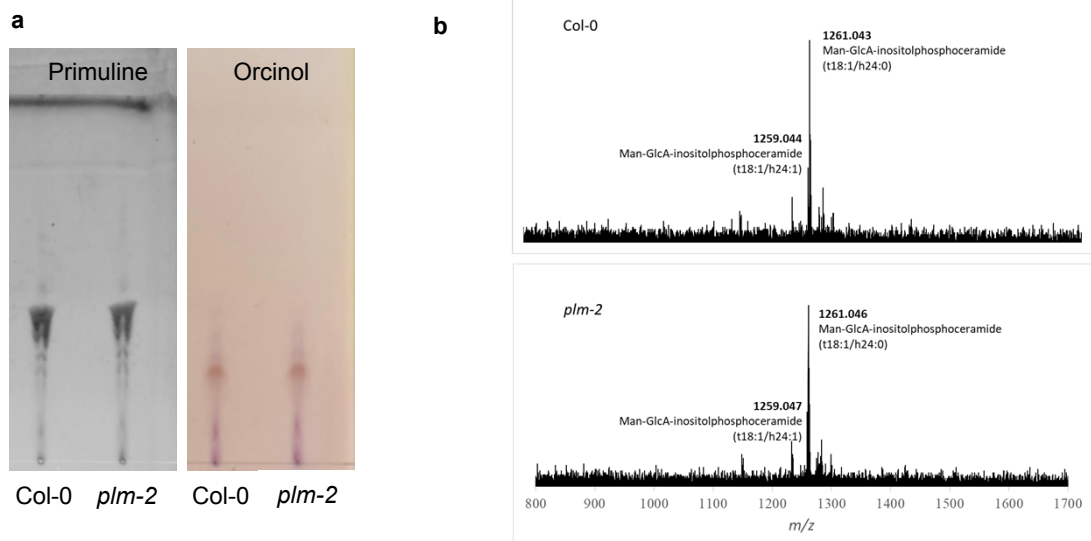 a
Primuline
Orcinol
Col-0
plm-2
Col-0
plm-2
b
Col-0
1261.043
Man-GlcA-inositolphosphoceramide
(t18:1/h24:0)
1259.044
Man-GlcA-inositolphosphoceramide
(t18:1/h24:1)
plm-2
1261.046
Man-GlcA-inositolphosphoceramide
(t18:1/h24:0)
1259.047
Man-GlcA-inositolphosphoceramide
(t18:1/h24:1)
800 900 1000 1100 1200 1300 1400 1500 1600 1700
m/z